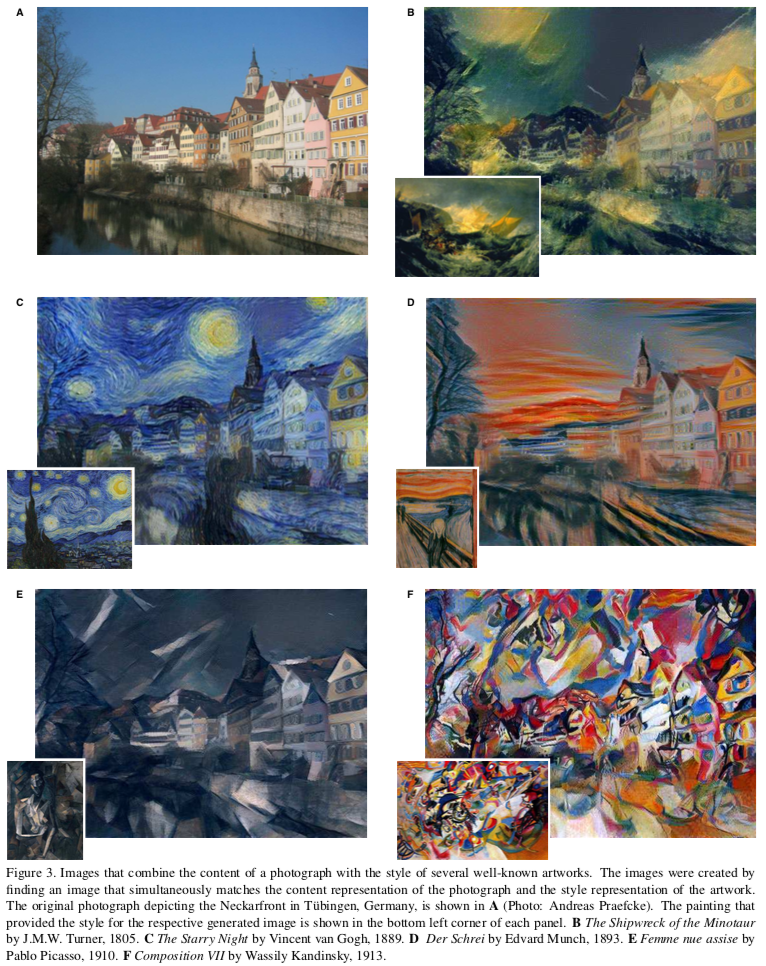 A
B
C
D
E
F
Figure 3. Images that combine the content of a photograph with the style of several well-known artworks. The images were created by
finding an image that simultaneously matches the content representation of the photograph and the style representation of the artwork.
The original photograph depicting the Neckarfront in Tübingen, Germany, is shown in A (Photo: Andreas Praefcke). The painting that
provided the style for the respective generated image is shown in the bottom left corner of each panel. B The Shipwreck of the Minotaur
by J.M.W. Turner, 1805. C The Starry Night by Vincent van Gogh, 1889. D Der Schrei by Edvard Munch, 1893. E Femme nue assise by
Pablo Picasso, 1910. F Composition VII by Wassily Kandinsky, 1913.